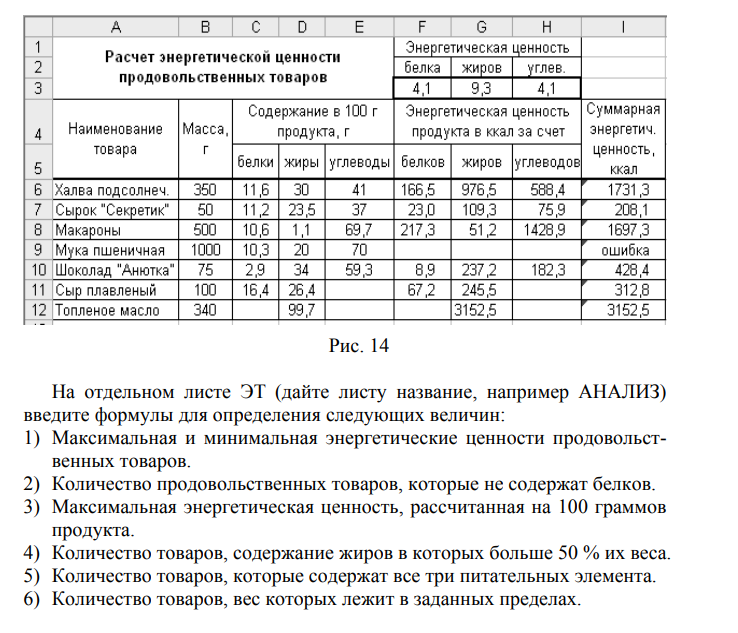 A B C D E F G H I
1 Энергетическая ценность
2 Расчет энергетической ценности продовольственных товаров белка жиров углев.
3 4,1 9,3 4,1
4 Наименование товара Масса, г Содержание в 100 г продукта, г Энергетическая ценность продукта в ккал за счет Суммарная энергетич. ценность, ккал
5 белки жиры углеводы белков жиров углеводов
6 Халва подсолнеч. 350 11,6 30 41 166,5 976,5 588,4 1731,3
7 Сырок "Секретик" 50 11,2 23,5 37 23,0 109,3 75,9 208,1
8 Макароны 500 10,6 1,1 69,7 217,3 51,2 1428,9 1697,3
9 Мука пшеничная 1000 10,3 20 70 ошибка
10 Шоколад "Анютка" 75 2,9 34 59,3 8,9 237,2 182,3 428,4
11 Сыр плавленый 100 16,4 26,4 67,2 245,5 312,8
12 Топленое масло 340 99,7 3152,5 3152,5
Рис. 14
На отдельном листе ЭТ (дайте листу название, например АНАЛИЗ)
введите формулы для определения следующих величин:
1) Максимальная и минимальная энергетические ценности продовольст-
венных товаров.
2) Количество продовольственных товаров, которые не содержат белков.
3) Максимальная энергетическая ценность, рассчитанная на 100 граммов
продукта.
4) Количество товаров, содержание жиров в которых больше 50 % их веса.
5) Количество товаров, которые содержат все три питательных элемента.
6) Количество товаров, вес которых лежит в заданных пределах.